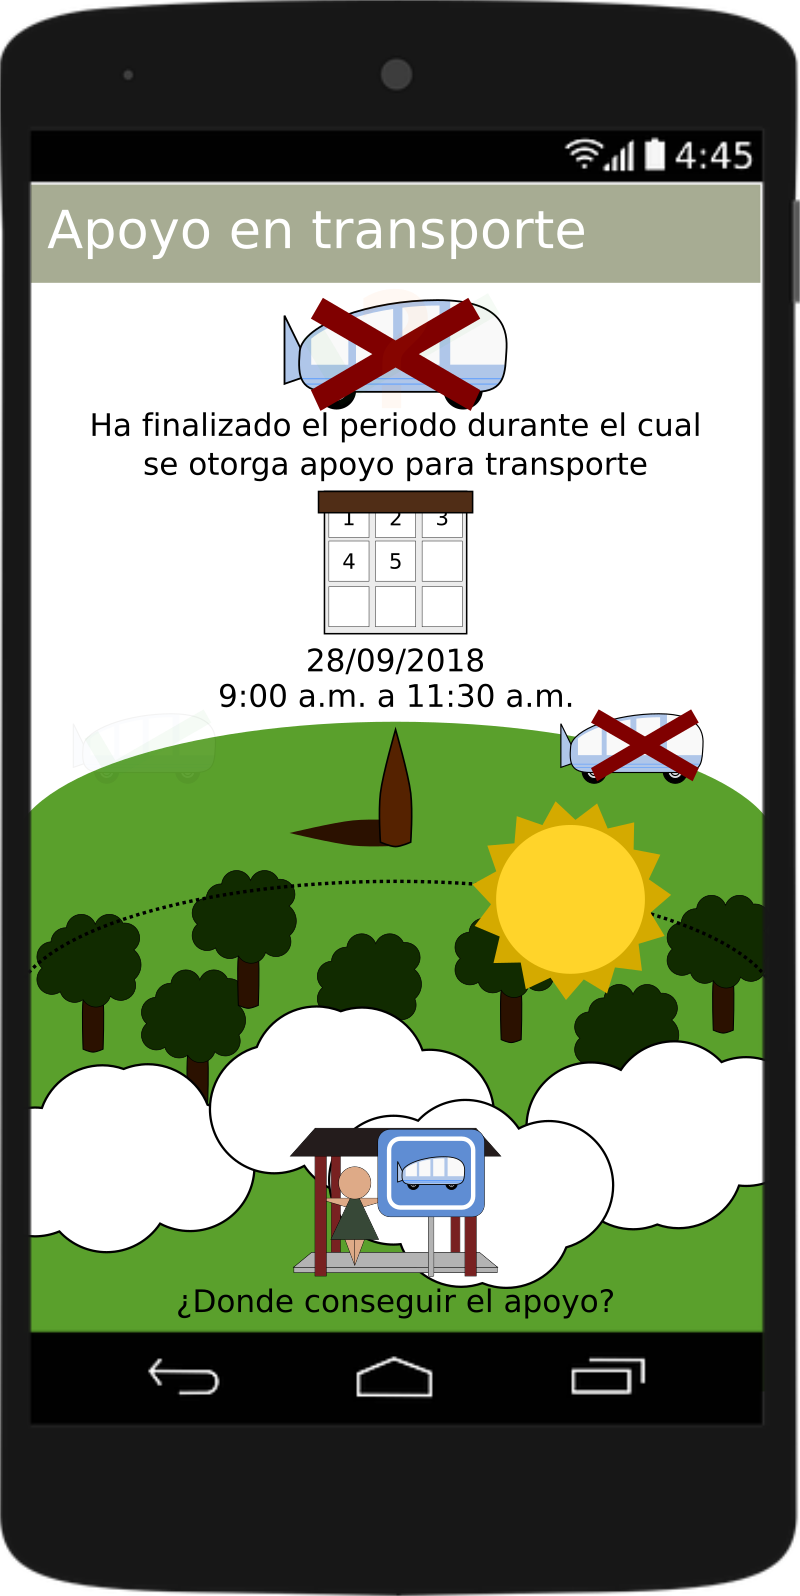 4:45
Apoyo en transporte
Ha finalizado el periodo durante el cual
se otorga apoyo para transporte
1 2 3
4 5
28/09/2018
9:00 a.m. a 11:30 a.m.
¿Donde conseguir el apoyo?